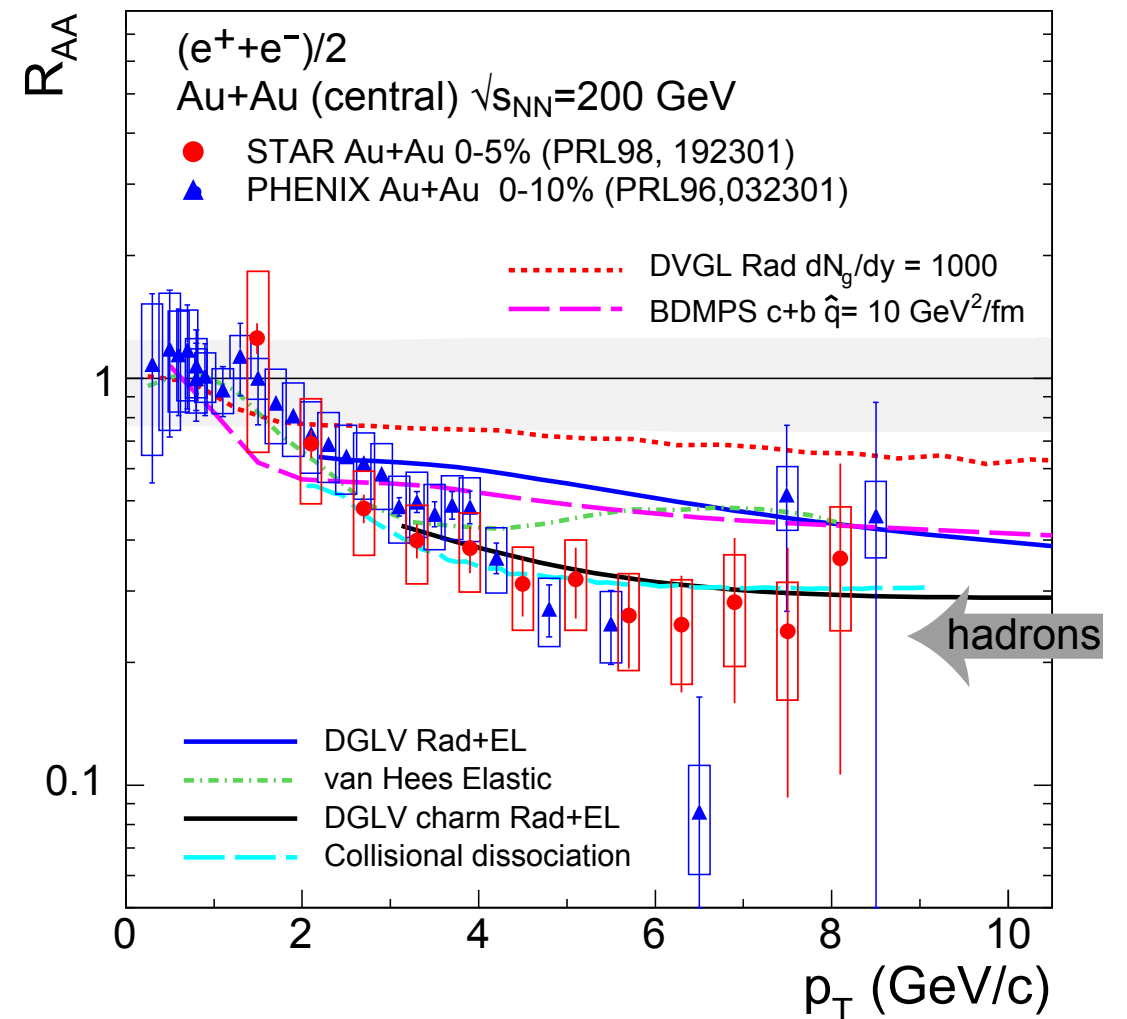 R_AA
(e⁺+e⁻)/2
Au+Au (central) √s_NN=200 GeV
STAR Au+Au 0-5% (PRL98, 192301)
PHENIX Au+Au 0-10% (PRL96,032301)
DVGL Rad dN_g/dy = 1000
BDMPS c+b q̂= 10 GeV²/fm
1
hadrons
DGLV Rad+EL
0.1
van Hees Elastic
DGLV charm Rad+EL
Collisional dissociation
0 2 4 6 8 10
p_T (GeV/c)